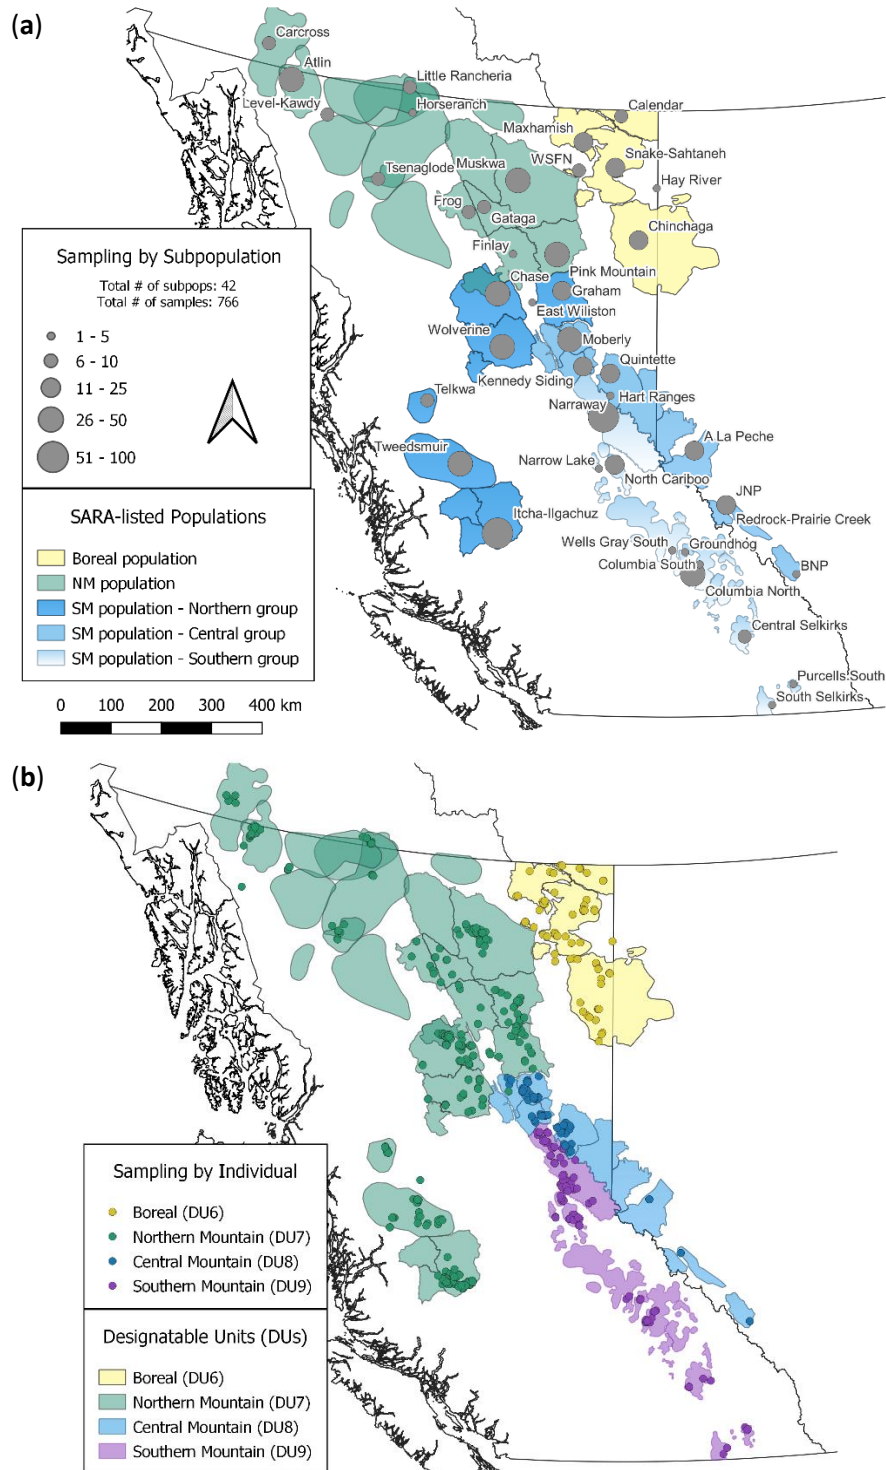 (a)
Carcross
Atlin
Little Rancheria
Level-Kawdy
Horseranch
Calendar
Maxhamish
WSFN
Snake-Sahtaneh
Tsenaglode
Muskwa
Hay River
Frog
Gataga
Chinchaga
Finlay
Pink Mountain
Chase
Graham
East Wiliston
Wolverine
Moberly
Quintette
Kennedy Siding
Hart Ranges
Telkwa
Narraway
A La Peche
Tweedsmuir
Narrow Lake
North Cariboo
JNP
Itcha-Ilgachuz
Redrock-Prairie Creek
Wells Gray South
Groundhog
Columbia South
BNP
Columbia North
Central Selkirks
Purcells South
South Selkirks
Sampling by Subpopulation
Total # of subpops: 42
Total # of samples: 766
1 - 5
6 - 10
11 - 25
26 - 50
51 - 100
SARA-listed Populations
Boreal population
NM population
SM population - Northern group
SM population - Central group
SM population - Southern group
0 100 200 300 400 km
(b)
Sampling by Individual
Boreal (DU6)
Northern Mountain (DU7)
Central Mountain (DU8)
Southern Mountain (DU9)
Designatable Units (DUs)
Boreal (DU6)
Northern Mountain (DU7)
Central Mountain (DU8)
Southern Mountain (DU9)